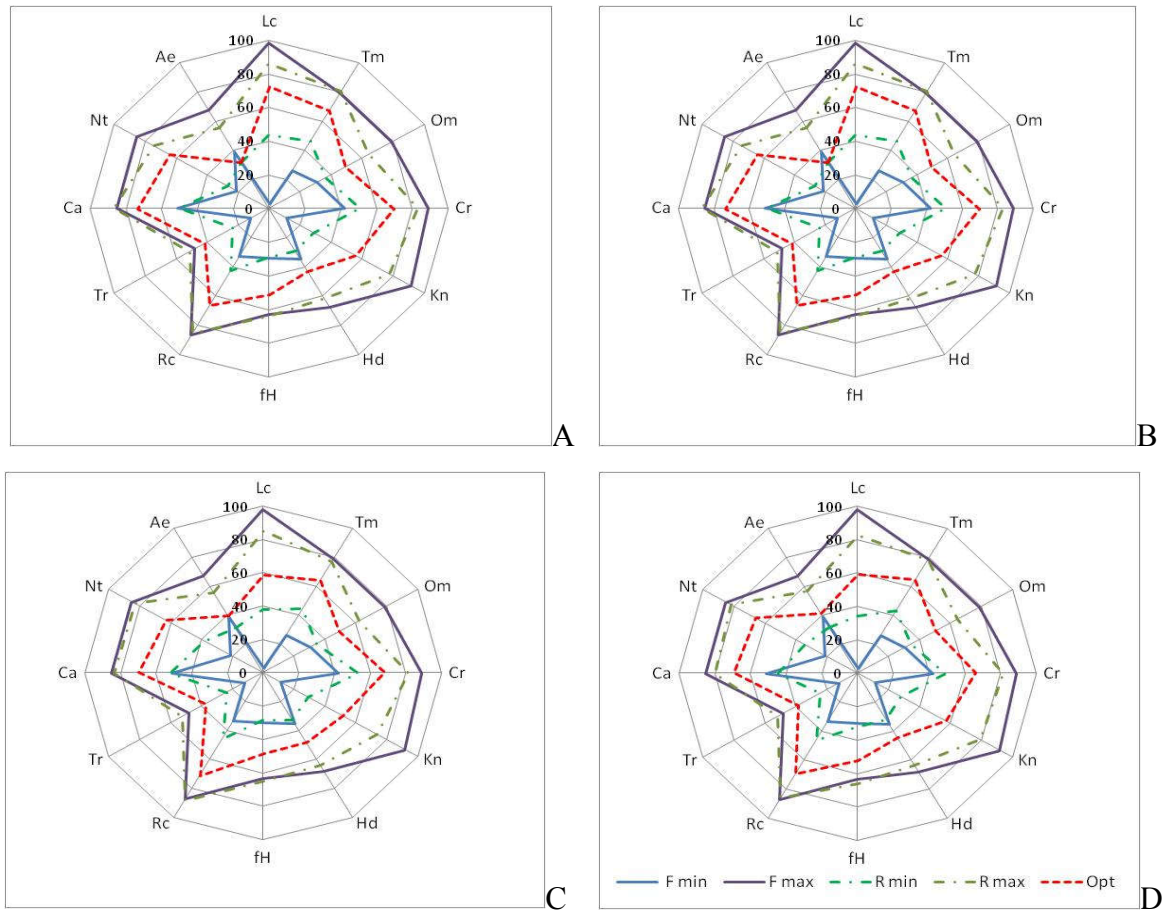 Lc
Ae 100 Tm
80
Nt 60 Om
40
20
Ca 0 Cr
Tr Kn
Rc Hd
fH
A
Lc
Ae 100 Tm
80
Nt 60 Om
40
20
Ca 0 Cr
Tr Kn
Rc Hd
fH
B
Lc
Ae 100 Tm
80
Nt 60 Om
40
20
Ca 0 Cr
Tr Kn
Rc Hd
fH
C
Lc
Ae 100 Tm
80
Nt 60 Om
40
20
Ca 0 Cr
Tr Kn
Rc Hd
fH
F min F max R min R max Opt
D